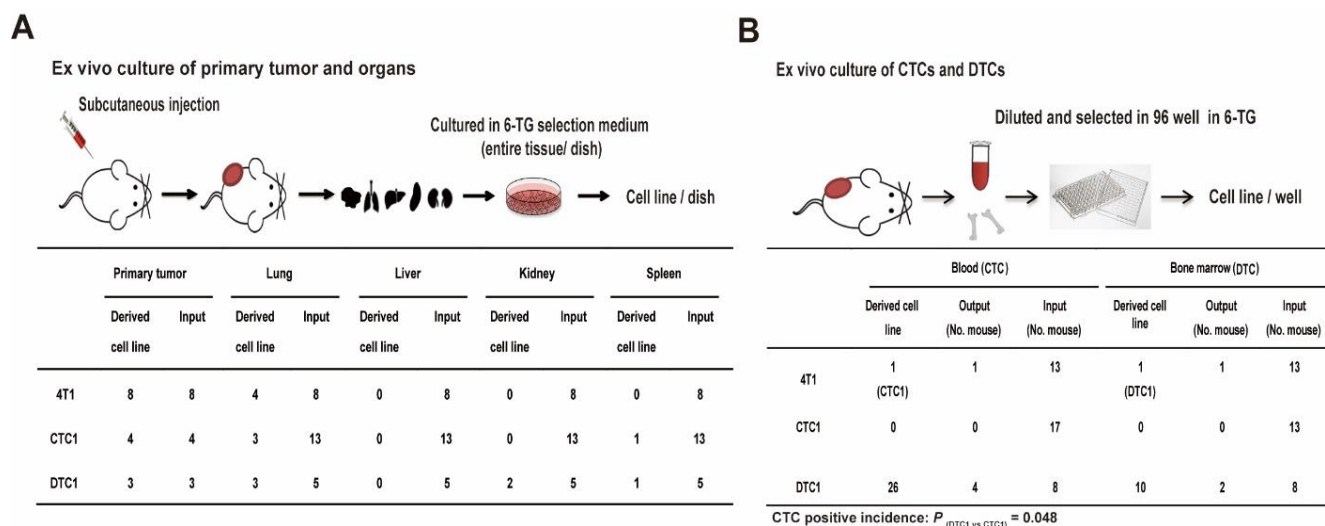 A
Ex vivo culture of primary tumor and organs
Subcutaneous injection
Cultured in 6-TG selection medium
(entire tissue/ dish)
Cell line / dish
Primary tumor Lung Liver Kidney Spleen
Derived Input Derived Input Derived Input Derived Input Derived Input
cell line cell line cell line cell line cell line
4T1 8 8 4 8 0 8 0 8 0 8
CTC1 4 4 3 13 0 13 0 13 1 13
DTC1 3 3 3 5 0 5 2 5 1 5
B
Ex vivo culture of CTCs and DTCs
Diluted and selected in 96 well in 6-TG
Cell line / well
Blood (CTC) Bone marrow (DTC)
Derived cell Output Input Derived cell Output Input
line (No. mouse) (No. mouse) line (No. mouse) (No. mouse)
4T1 1 1 13 1 1 13
(CTC1) (DTC1)
CTC1 0 0 17 0 0 13
DTC1 26 4 8 10 2 8
CTC positive incidence: P (DTC1 vs CTC1) = 0.048